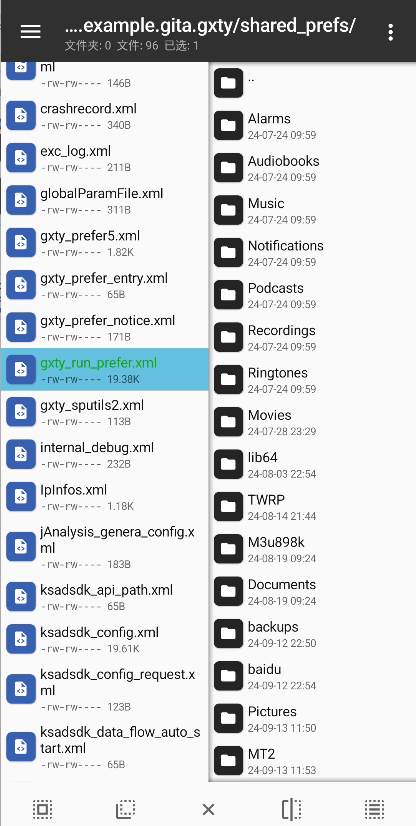 ....example.gita.gxty/shared_prefs/
文件夹: 0 文件: 96 已选: 1
ml
-rw-rw---- 146B
crashrecord.xml
-rw-rw---- 340B
exc_log.xml
-rw-rw---- 211B
globalParamFile.xml
-rw-rw---- 311B
gxty_prefer5.xml
-rw-rw---- 1.82K
gxty_prefer_entry.xml
-rw-rw---- 65B
gxty_prefer_notice.xml
-rw-rw---- 171B
gxty_run_prefer.xml
-rw-rw---- 19.38K
gxty_sputils2.xml
-rw-rw---- 113B
internal_debug.xml
-rw-rw---- 232B
IpInfos.xml
-rw-rw---- 1.18K
jAnalysis_genera_config.x
ml
-rw-rw---- 183B
ksadsdk_api_path.xml
-rw-rw---- 65B
ksadsdk_config.xml
-rw-rw---- 19.61K
ksadsdk_config_request.x
ml
-rw-rw---- 123B
ksadsdk_data_flow_auto_s
tart.xml
-rw-rw---- 65B
..
Alarms
24-07-24 09:59
Audiobooks
24-07-24 09:59
Music
24-07-24 09:59
Notifications
24-07-24 09:59
Podcasts
24-07-24 09:59
Recordings
24-07-24 09:59
Ringtones
24-07-24 09:59
Movies
24-07-28 23:29
lib64
24-08-03 22:54
TWRP
24-08-14 21:44
M3u898k
24-08-19 09:24
Documents
24-08-19 09:24
backups
24-09-12 22:50
baidu
24-09-12 22:54
Pictures
24-09-13 11:50
MT2
24-09-13 11:53